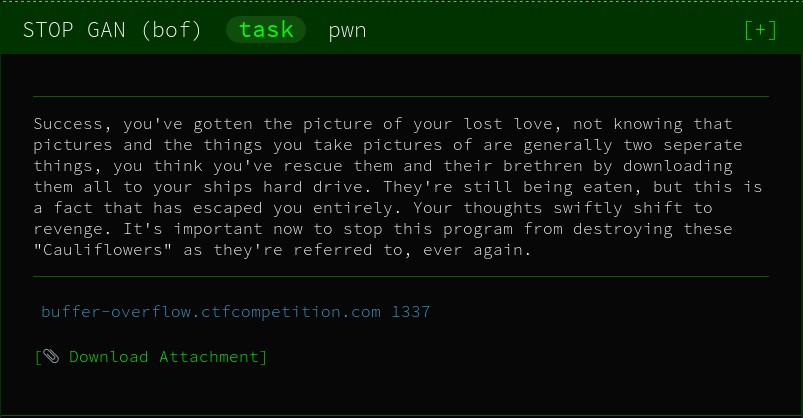 STOP GAN (bof) task pwn [+]
Success, you've gotten the picture of your lost love, not knowing that
pictures and the things you take pictures of are generally two seperate
things, you think you've rescue them and their brethren by downloading
them all to your ships hard drive. They're still being eaten, but this is
a fact that has escaped you entirely. Your thoughts swiftly shift to
revenge. It's important now to stop this program from destroying these
"Cauliflowers" as they're referred to, ever again.
buffer-overflow.ctfcompetition.com 1337
[📎 Download Attachment]